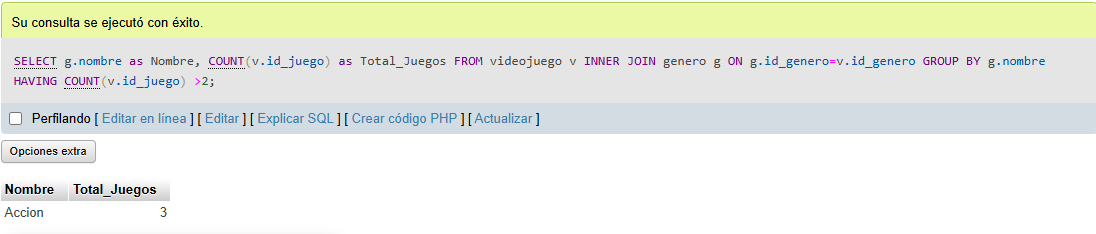 Su consulta se ejecutó con éxito.
SELECT g.nombre as Nombre, COUNT(v.id_juego) as Total_Juegos FROM videojuego v INNER JOIN genero g ON g.id_genero=v.id_genero GROUP BY g.nombre
HAVING COUNT(v.id_juego) >2;
Perfilando [ Editar en línea ] [ Editar ] [ Explicar SQL ] [ Crear código PHP ] [ Actualizar ]
Opciones extra
Nombre Total_Juegos
Accion 3